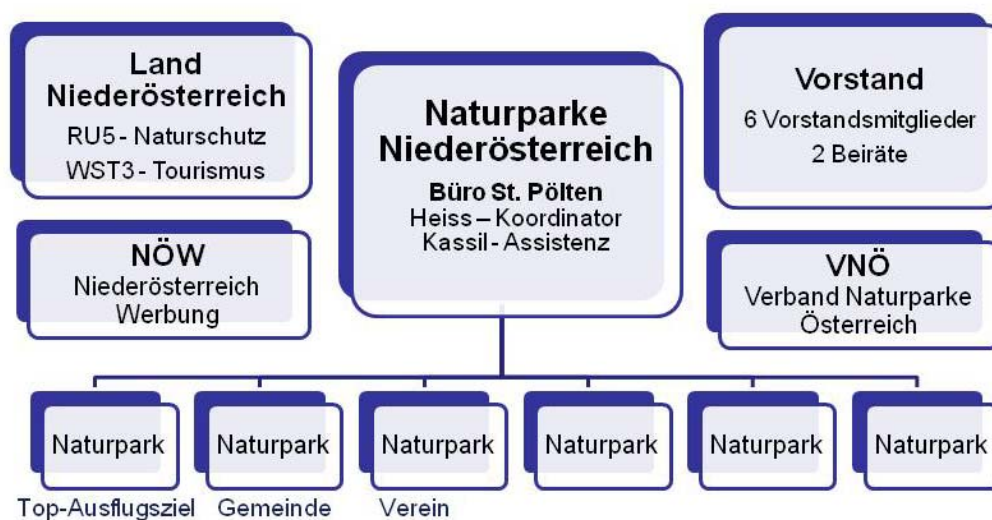 Land
Niederösterreich
RU5 - Naturschutz
WST3 - Tourismus
Naturparke
Niederösterreich
Büro St. Pölten
Heiss – Koordinator
Kassil - Assistenz
Vorstand
6 Vorstandsmitglieder
2 Beiräte
NÖW
Niederösterreich
Werbung
VNÖ
Verband Naturparke
Österreich
Naturpark
Naturpark
Naturpark
Naturpark
Naturpark
Naturpark
Top-Ausflugsziel
Gemeinde
Verein